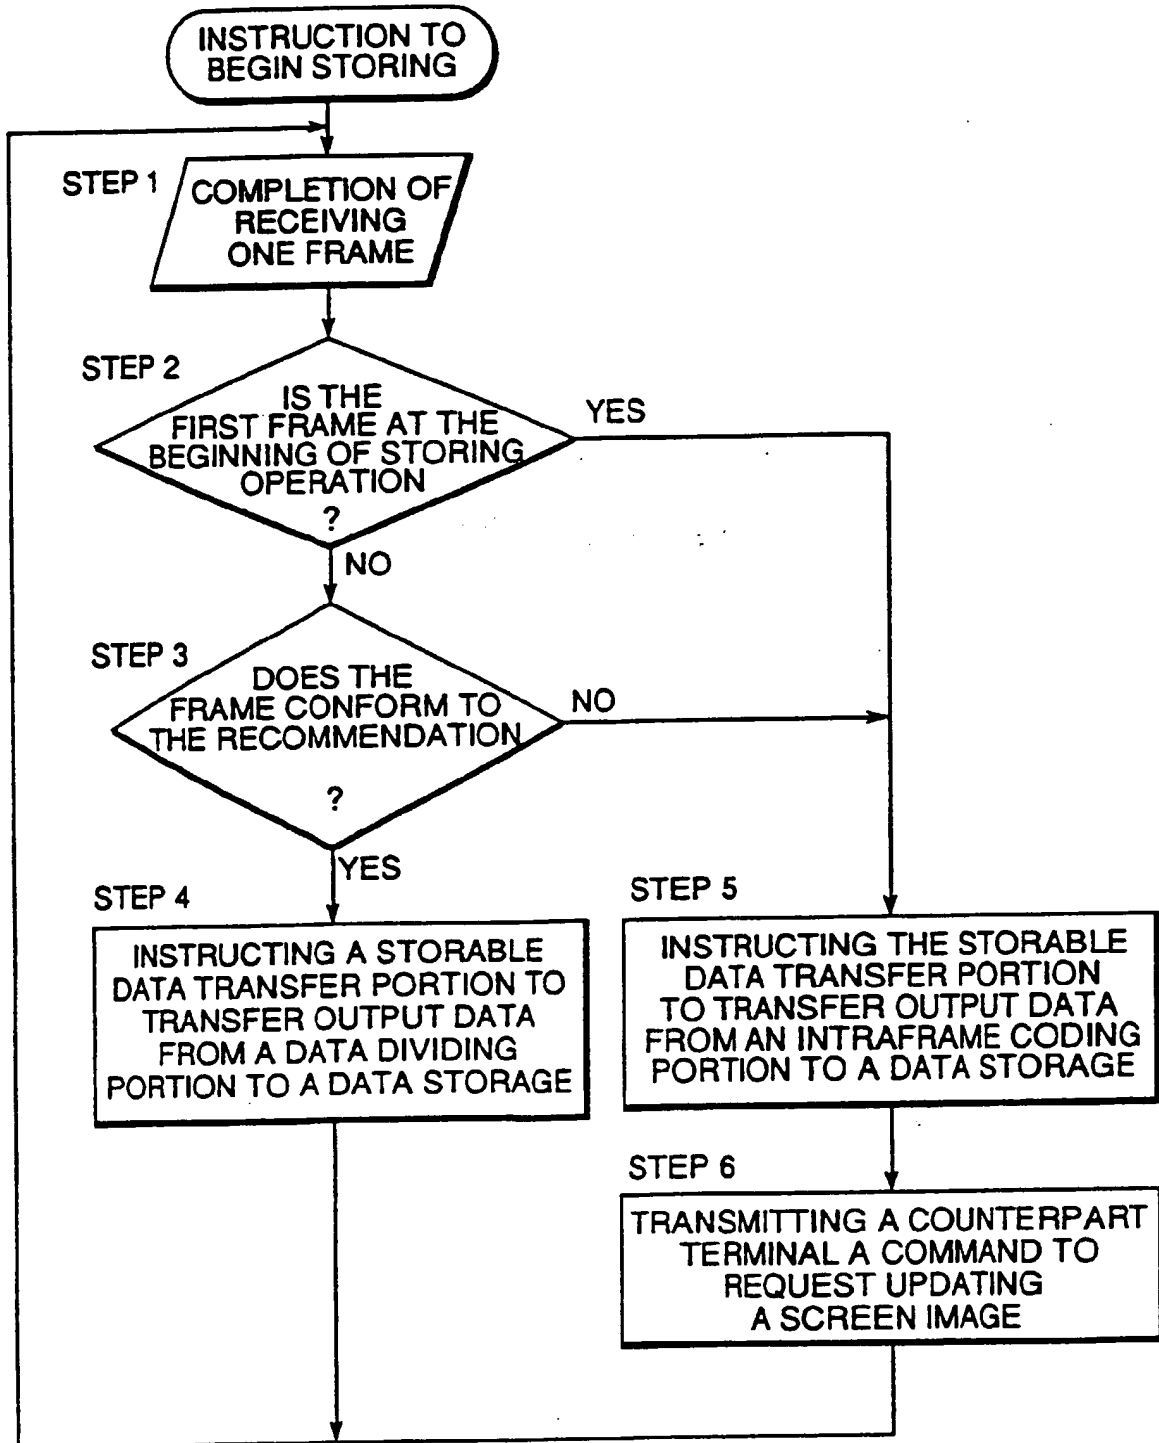 INSTRUCTION TO
BEGIN STORING
STEP 1
COMPLETION OF
RECEIVING
ONE FRAME
STEP 2
IS THE
FIRST FRAME AT THE
BEGINNING OF STORING
OPERATION
?
YES
NO
STEP 3
DOES THE
FRAME CONFORM TO
THE RECOMMENDATION
?
NO
YES
STEP 4
INSTRUCTING A STORABLE
DATA TRANSFER PORTION TO
TRANSFER OUTPUT DATA
FROM A DATA DIVIDING
PORTION TO A DATA STORAGE
STEP 5
INSTRUCTING THE STORABLE
DATA TRANSFER PORTION
TO TRANSFER OUTPUT DATA
FROM AN INTRAFRAME CODING
PORTION TO A DATA STORAGE
STEP 6
TRANSMITTING A COUNTERPART
TERMINAL A COMMAND TO
REQUEST UPDATING
A SCREEN IMAGE